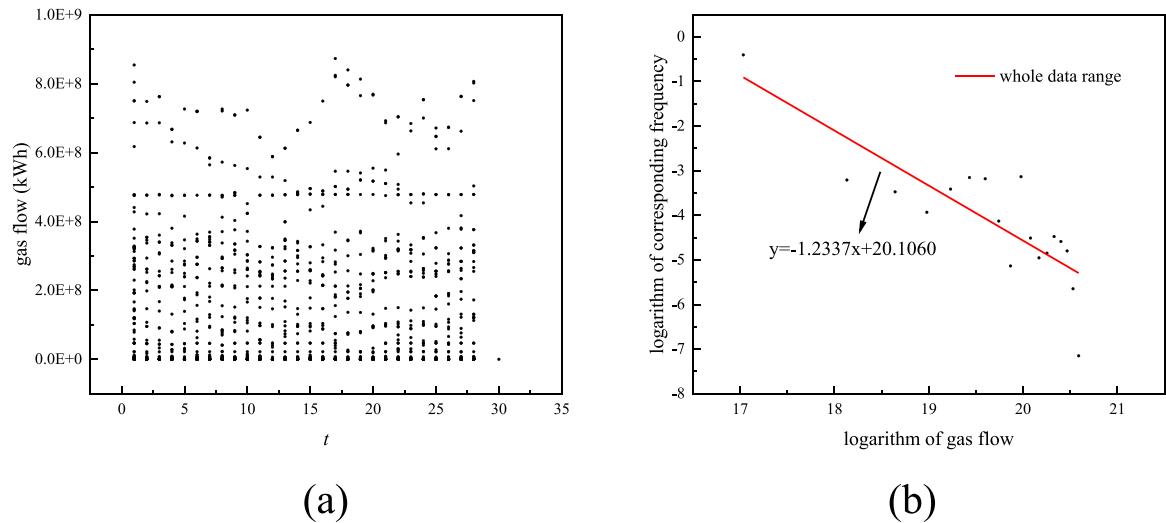 1.0E+9
8.0E+8
6.0E+8
4.0E+8
2.0E+8
0.0E+0
gas flow (kWh)
0 5 10 15 20 25 30 35
t
(a)
0
-1
-2
-3
-4
-5
-6
-7
-8
logarithm of corresponding frequency
whole data range
y=-1.2337x+20.1060
17 18 19 20 21
logarithm of gas flow
(b)